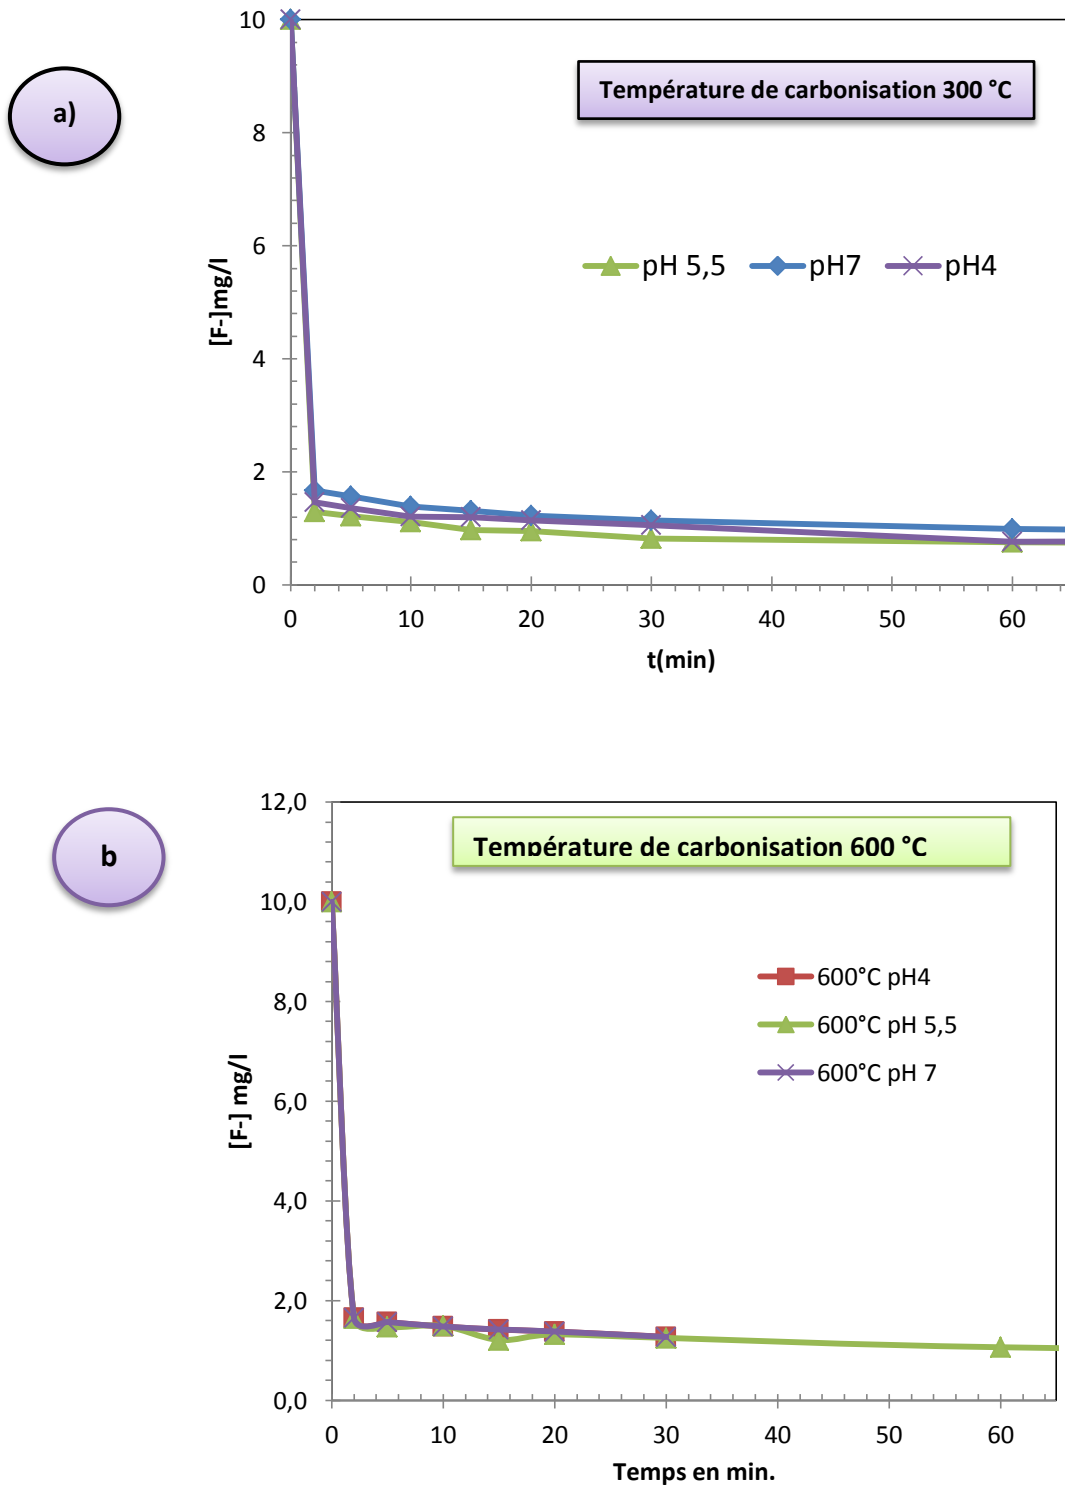 a)
Température de carbonisation 300 °C
10
8
6
4
2
0
[F-]mg/l
pH 5,5 pH7 pH4
0 10 20 30 40 50 60
t(min)
b
Température de carbonisation 600 °C
12,0
10,0
8,0
6,0
4,0
2,0
0,0
[F-] mg/l
600°C pH4
600°C pH 5,5
600°C pH 7
0 10 20 30 40 50 60
Temps en min.